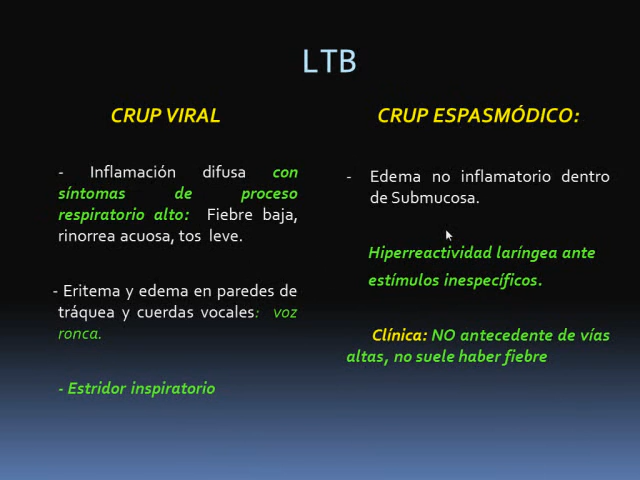 LTB
CRUP VIRAL
- Inflamación difusa con
síntomas de proceso
respiratorio alto: Fiebre baja,
rinorrea acuosa, tos leve.
- Eritema y edema en paredes de
tráquea y cuerdas vocales: voz
ronca.
- Estridor inspiratorio
CRUP ESPASMÓDICO:
- Edema no inflamatorio dentro
de Submucosa.
Hiperreactividad laríngea ante
estímulos inespecíficos.
Clínica: NO antecedente de vías
altas, no suele haber fiebre